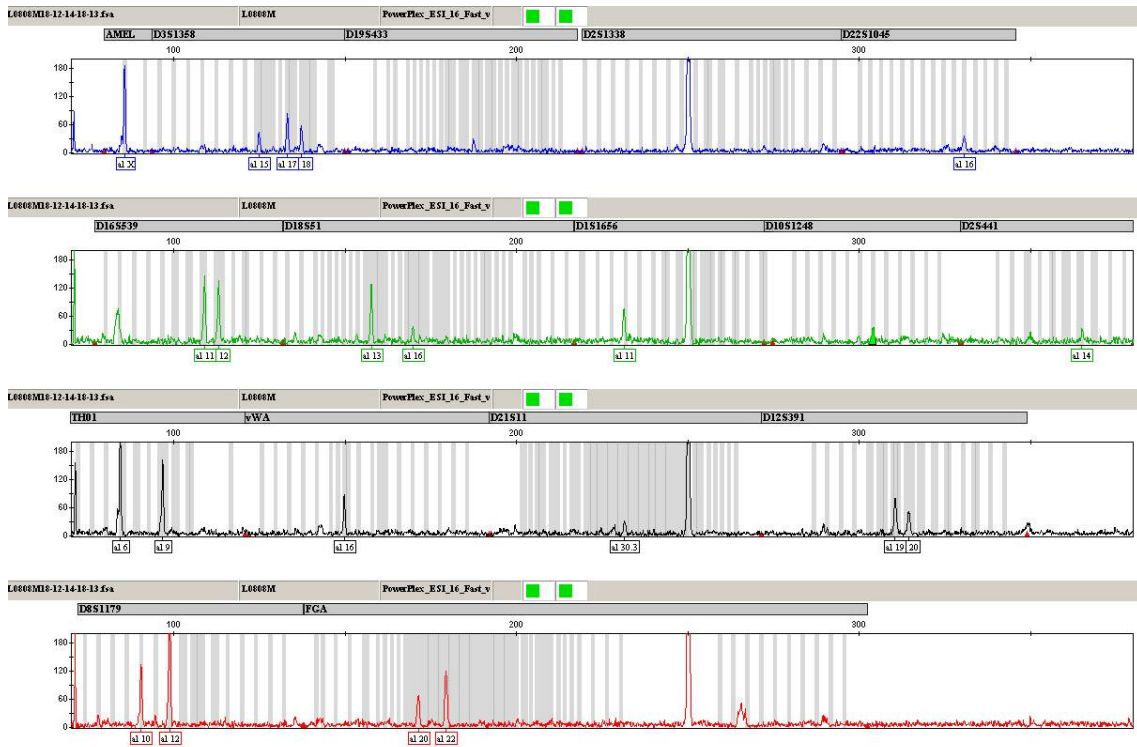 L0808M18-12-14-18-13.fsa L0808M PowerPlex_ESI_16_Fast_v
AMEL D3S1358 D19S433 D2S1338 D22S1045
100 200 300
180
120
60
0
al X al 15 al 17 18 al 16
L0808M18-12-14-18-13.fsa L0808M PowerPlex_ESI_16_Fast_v
D16S539 D18S51 D1S1656 D10S1248 D2S441
100 200 300
180
120
60
0
al 11 12 al 13 al 16 al 11 al 14
L0808M18-12-14-18-13.fsa L0808M PowerPlex_ESI_16_Fast_v
TH01 vWA D21S11 D12S391
100 200 300
180
120
60
0
al 6 al 9 al 16 al 30.3 al 19 20
L0808M18-12-14-18-13.fsa L0808M PowerPlex_ESI_16_Fast_v
D8S1179 FGA
100 200 300
180
120
60
0
al 10 al 12 al 20 al 22